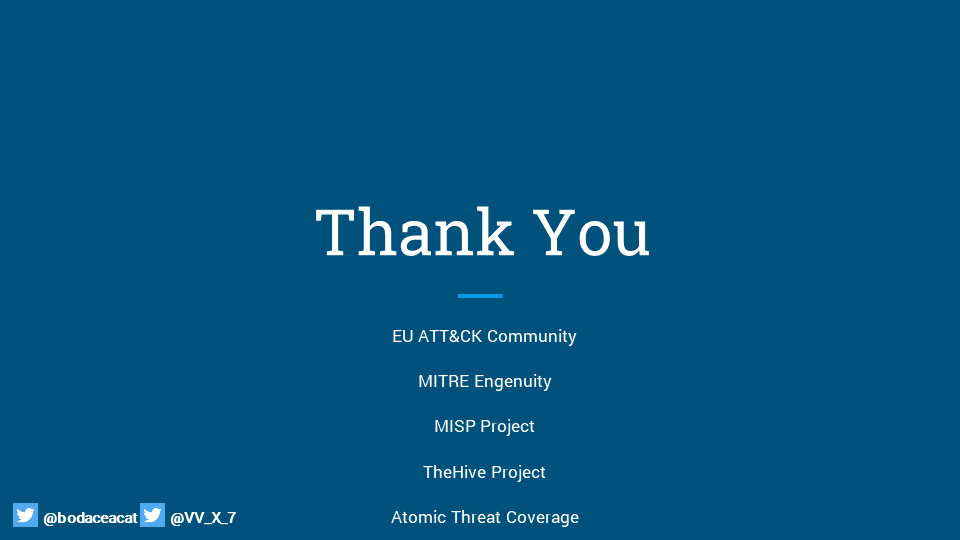 Thank You
EU ATT&CK Community
MITRE Engenuity
MISP Project
TheHive Project
Atomic Threat Coverage
@bodaceacat @VV_X_7